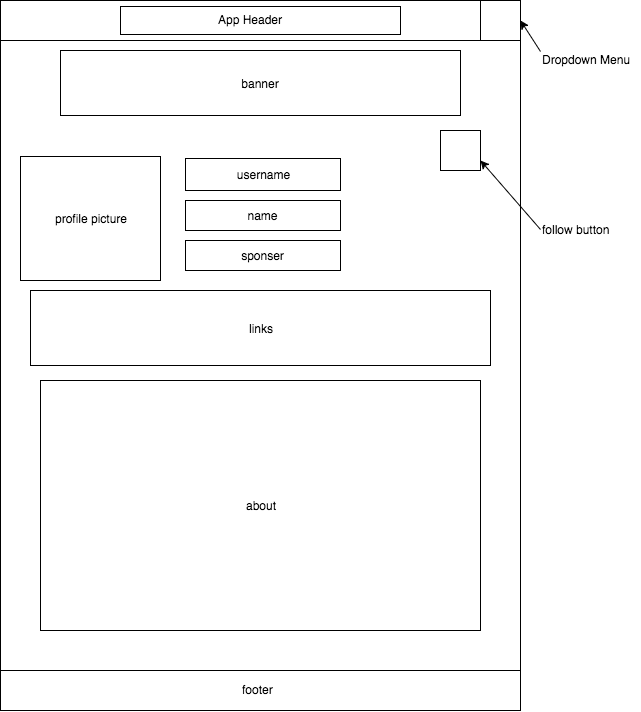 App Header
Dropdown Menu
banner
username
profile picture
name
follow button
sponser
links
about
footer